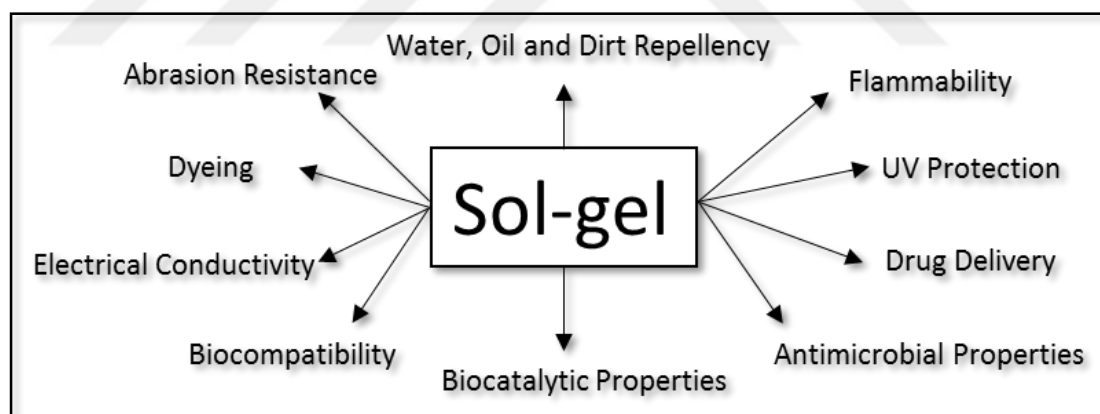 Water, Oil and Dirt Repellency
Abrasion Resistance
Flammability
Dyeing
UV Protection
Sol-gel
Electrical Conductivity
Drug Delivery
Biocompatibility
Antimicrobial Properties
Biocatalytic Properties